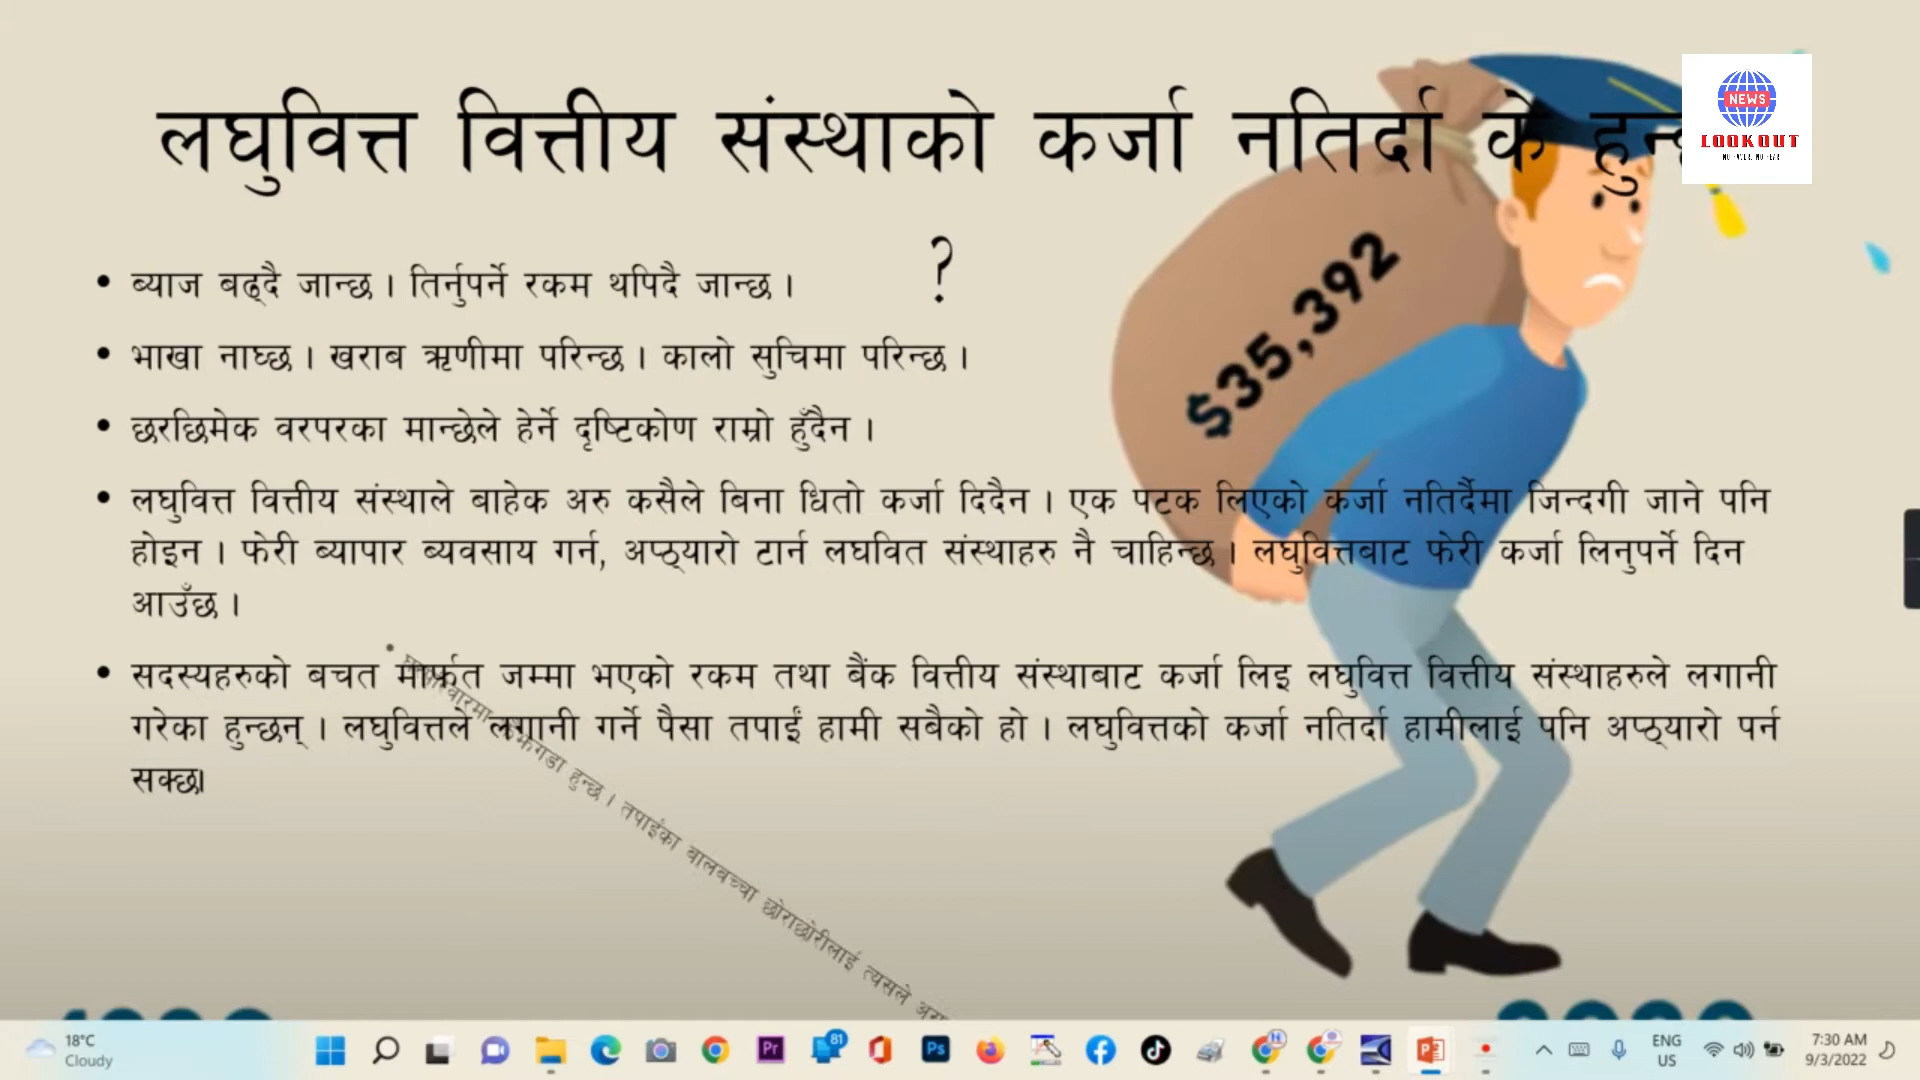 लघुवित्त वित्तीय संस्थाको कर्जा नतिर्दा के
?
NEWS
LOOKOUT
• ब्याज बढ्दै जान्छ । तिर्नुपर्ने रकम थपिदै जान्छ ।
• भाखा नाघ्छ । खराब ऋणीमा परिन्छ । कालो सुचिमा परिन्छ ।
• छरछिमेक वरपरका मान्छेले हेर्ने दृष्टिकोण राम्रो हुँदैन ।
• लघुवित्त वित्तीय संस्थाले बाहेक अरु कसैले बिना धितो कर्जा दिदैन । एक पटक लिएको कर्जा नतिर्दैमा जिन्दगी जाने पनि
होइन । फेरी ब्यापार ब्यवसाय गर्न, अप्ठ्यारो टार्न लघवित संस्थाहरु नै चाहिन्छ । लघुवित्तबाट फेरी कर्जा लिनुपर्ने दिन
आउँछ ।
• सदस्यहरुको बचत मार्फत जम्मा भएको रकम तथा बैंक वित्तीय संस्थाबाट कर्जा लिइ लघुवित्त वित्तीय संस्थाहरुले लगानी
गरेका हुन्छन् । लघुवित्तले लगानी गर्ने पैसा तपाईं हामी सबैको हो । लघुवित्तको कर्जा नतिर्दा हामीलाई पनि अप्ठ्यारो पर्न
सक्छ।
हुन्छ । तपाईंका बालबच्चा छोराछोरीलाई त्यसले
$35,392
18°C
Cloudy
81
ENG
US
7:30 AM
9/3/2022